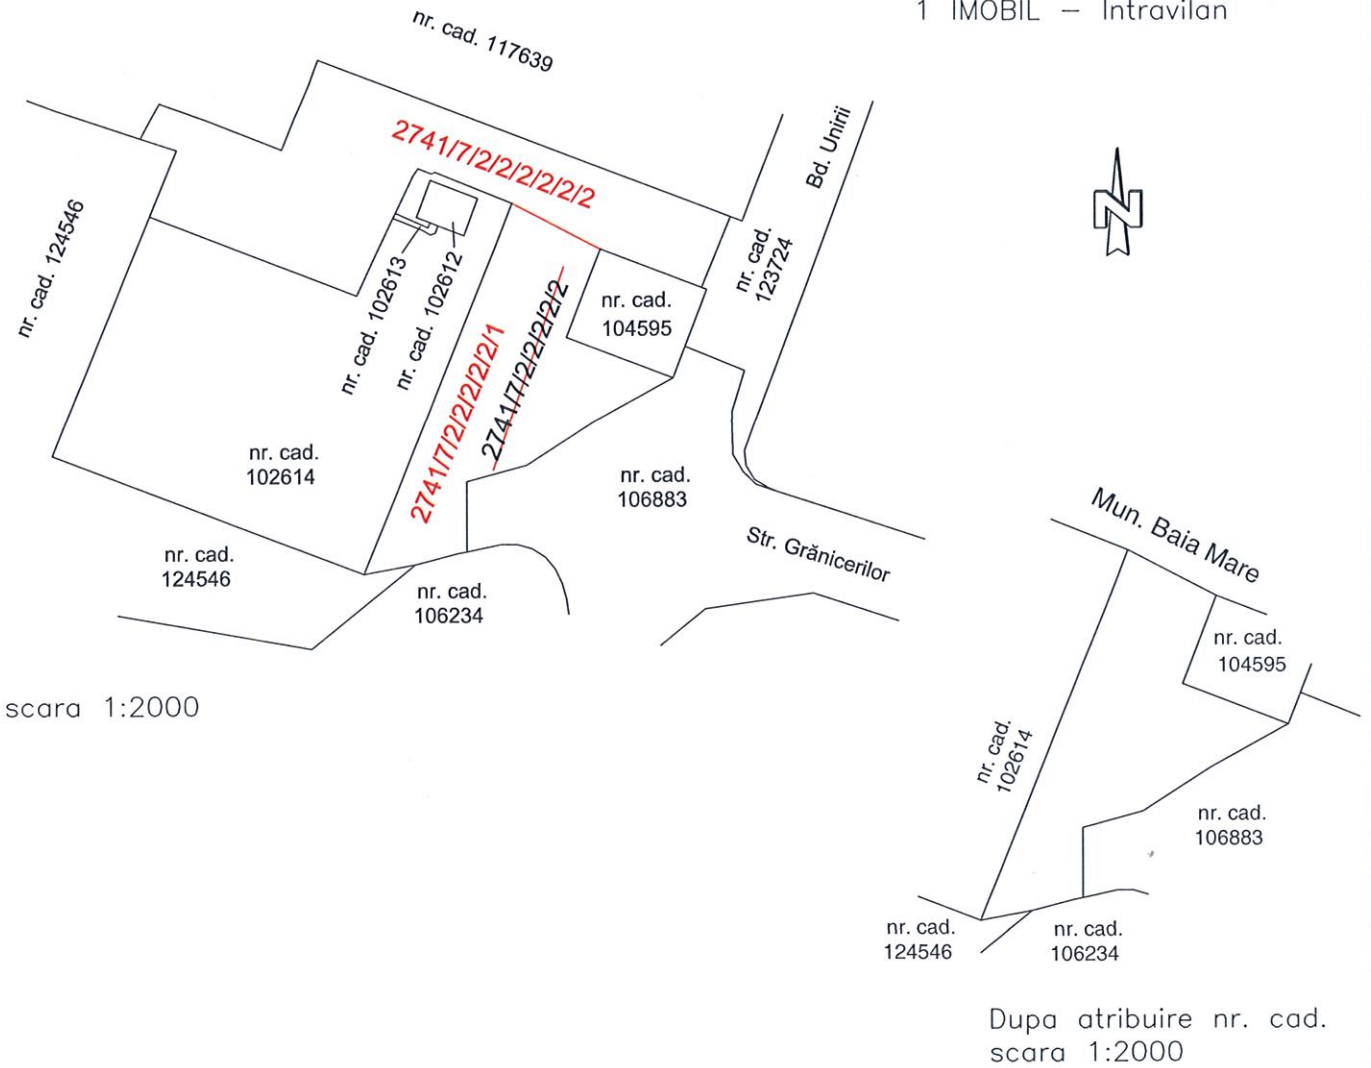 1 IMOBIL – Intravilan
nr. cad. 117639
2741/7/2/2/2/2/2/2
Bd. Unirii
N
nr. cad. 124546
nr. cad.
123724
nr. cad. 102613
nr. cad. 102612
nr. cad.
104595
2741/7/2/2/2/2/2/1
2741/7/2/2/2/2/2
nr. cad.
102614
nr. cad.
106883
Str. Grănicerilor
nr. cad.
124546
nr. cad.
106234
scara 1:2000
Mun. Baia Mare
nr. cad.
104595
nr. cad.
102614
nr. cad.
106883
nr. cad.
124546
nr. cad.
106234
Dupa atribuire nr. cad.
scara 1:2000